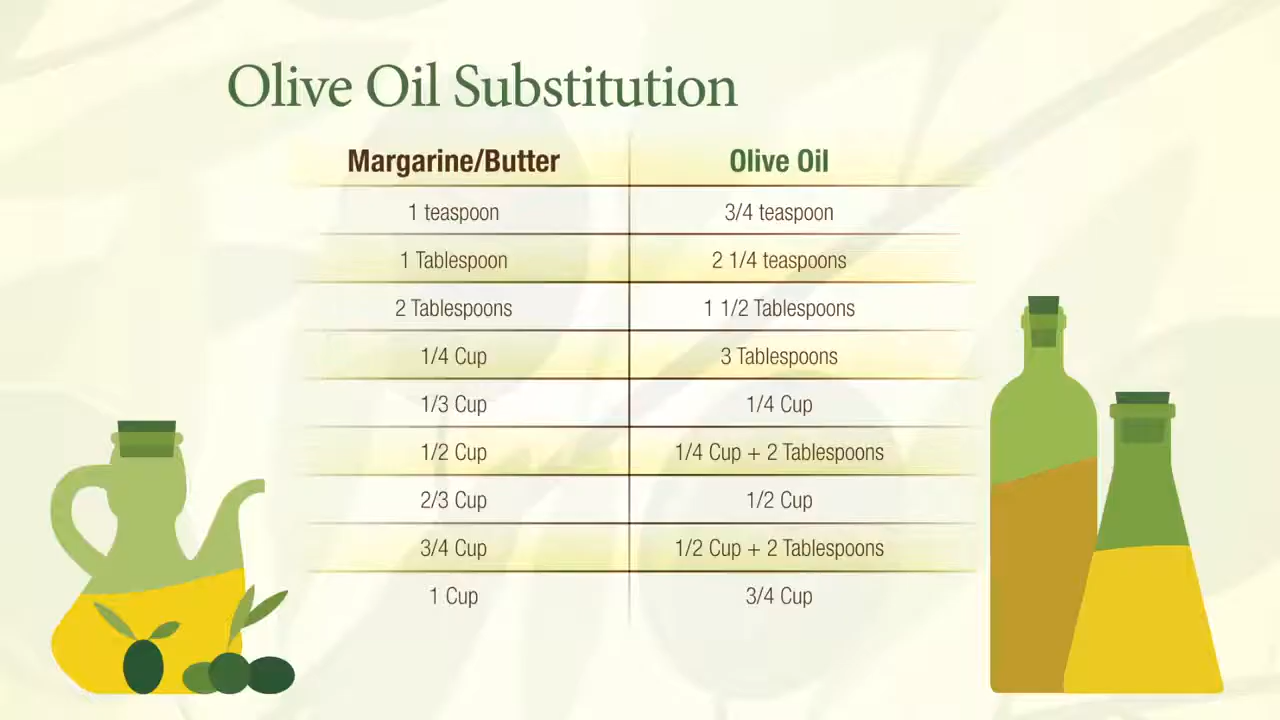 Olive Oil Substitution
Margarine/Butter Olive Oil
1 teaspoon 3/4 teaspoon
1 Tablespoon 2 1/4 teaspoons
2 Tablespoons 1 1/2 Tablespoons
1/4 Cup 3 Tablespoons
1/3 Cup 1/4 Cup
1/2 Cup 1/4 Cup + 2 Tablespoons
2/3 Cup 1/2 Cup
3/4 Cup 1/2 Cup + 2 Tablespoons
1 Cup 3/4 Cup